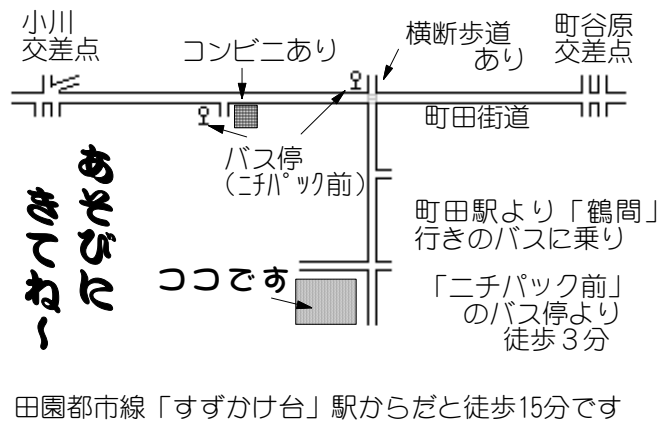 小川
交差点
コンビニあり
横断歩道
あり
町谷原
交差点
町田街道
バス停
(ﾆﾁﾊﾟｯｸ前)
あそびに
きてね～
町田駅より「鶴間」
行きのバスに乗り
ココです
「ニチパック前」
のバス停より
徒歩３分
田園都市線「すずかけ台」駅からだと徒歩15分です